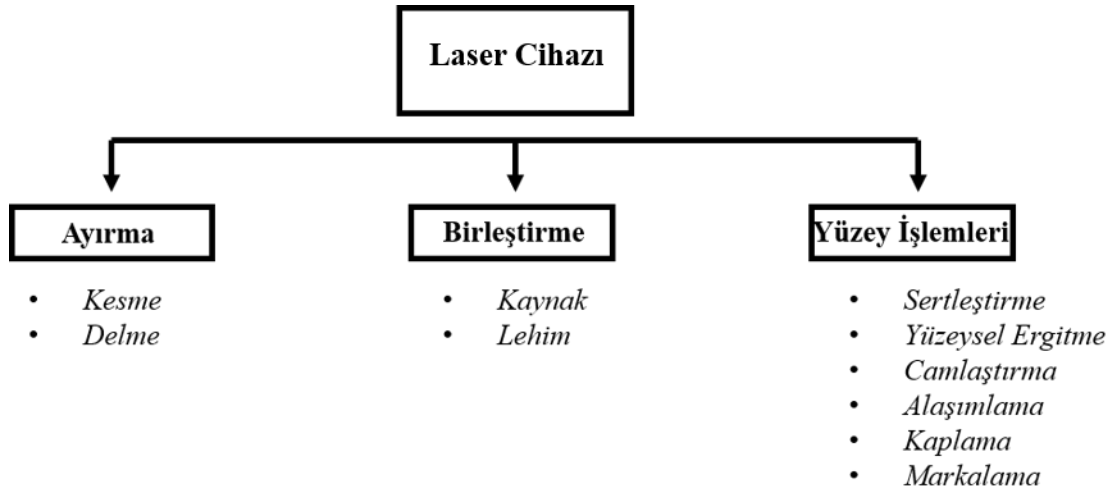 Laser Cihazı
Ayırma
• Kesme
• Delme
Birleştirme
• Kaynak
• Lehim
Yüzey İşlemleri
• Sertleştirme
• Yüzeysel Ergitme
• Camlaştırma
• Alaşımlama
• Kaplama
• Markalama